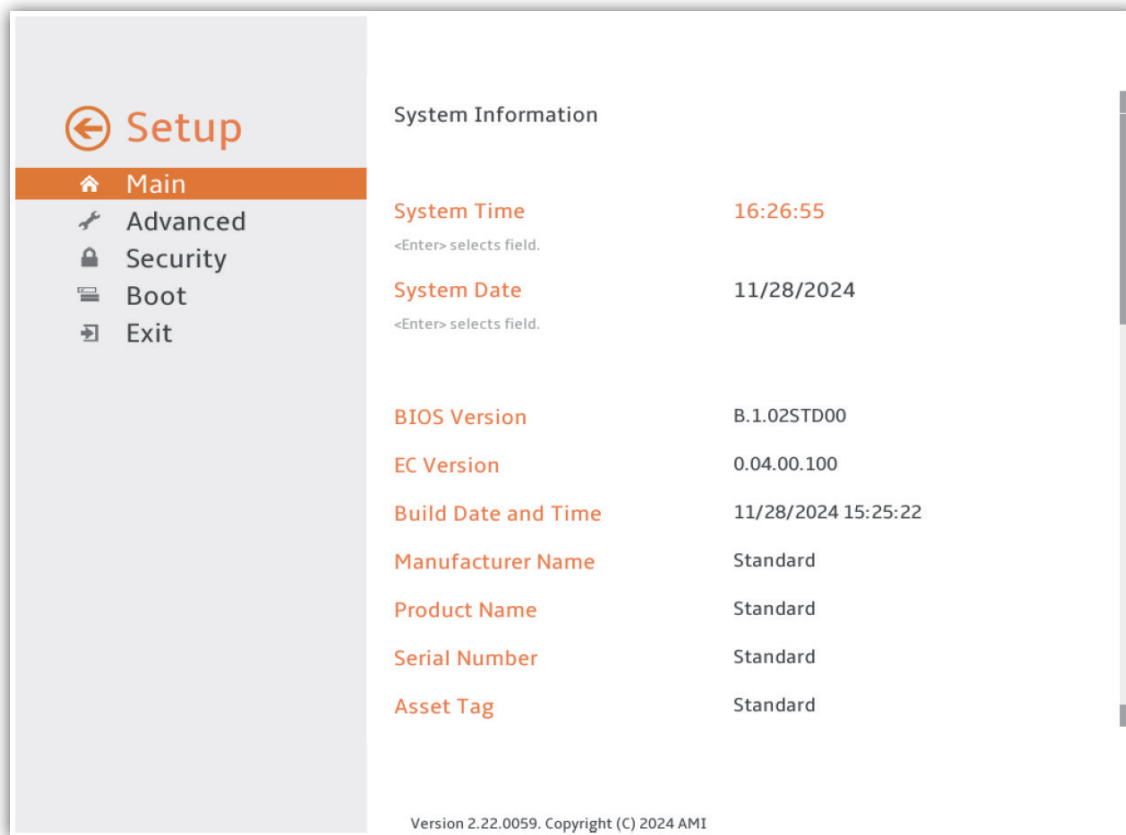 Setup
Main
Advanced
Security
Boot
Exit
System Information
System Time 16:26:55
<Enter> selects field.
System Date 11/28/2024
<Enter> selects field.
BIOS Version B.1.02STD00
EC Version 0.04.00.100
Build Date and Time 11/28/2024 15:25:22
Manufacturer Name Standard
Product Name Standard
Serial Number Standard
Asset Tag Standard
Version 2.22.0059. Copyright (C) 2024 AMI